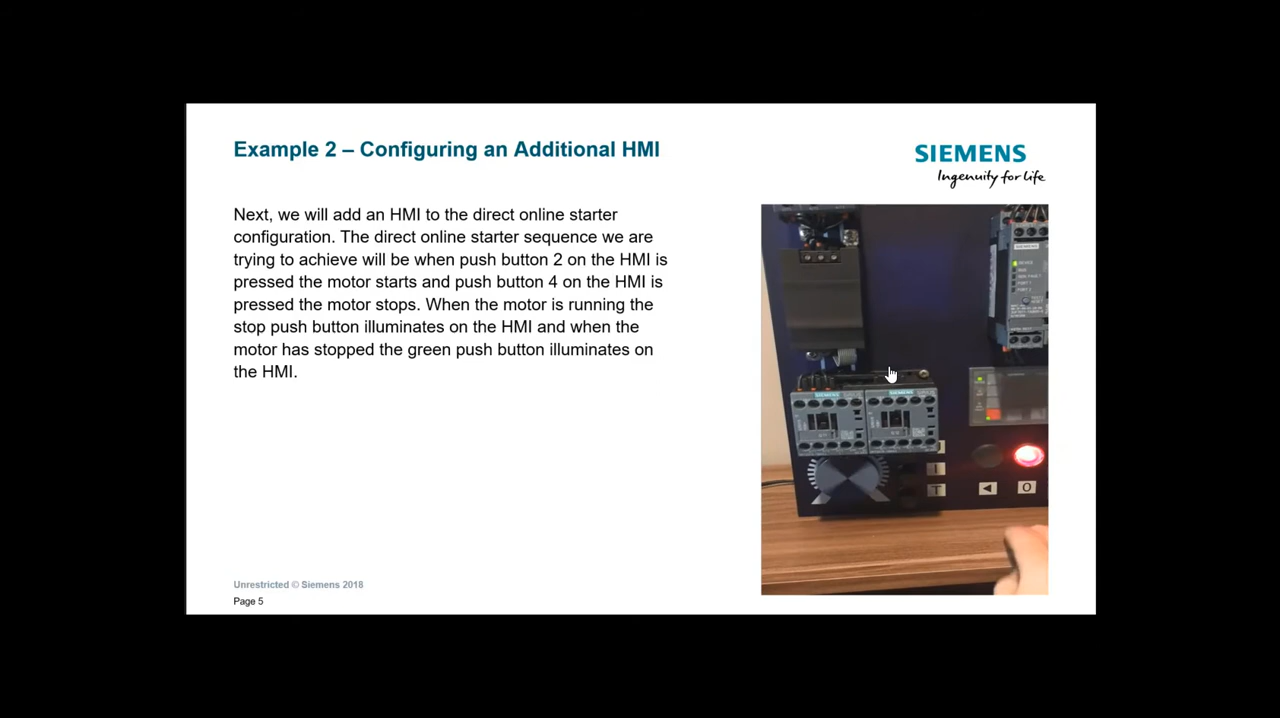 Example 2 – Configuring an Additional HMI
SIEMENS
Ingenuity for life
Next, we will add an HMI to the direct online starter
configuration. The direct online starter sequence we are
trying to achieve will be when push button 2 on the HMI is
pressed the motor starts and push button 4 on the HMI is
pressed the motor stops. When the motor is running the
stop push button illuminates on the HMI and when the
motor has stopped the green push button illuminates on
the HMI.
SIEMENS
SIEMENS
I
T
◄
O
Unrestricted © Siemens 2018
Page 5